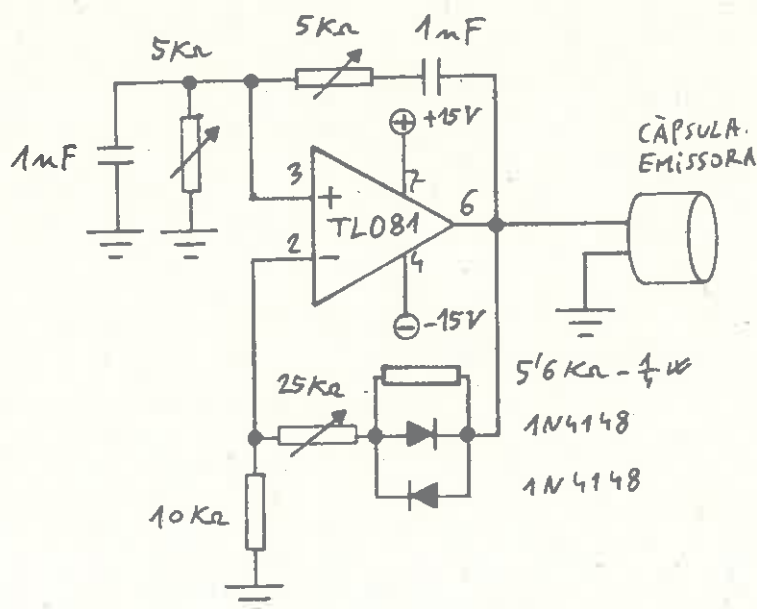 5KΩ
5KΩ
1nF
1nF
+15V
CÀPSULA.
EMISSORA
3
7
6
TL081
2
4
-15V
25KΩ
5'6 KΩ - 1/4 W
1N4148
1N4148
10KΩ